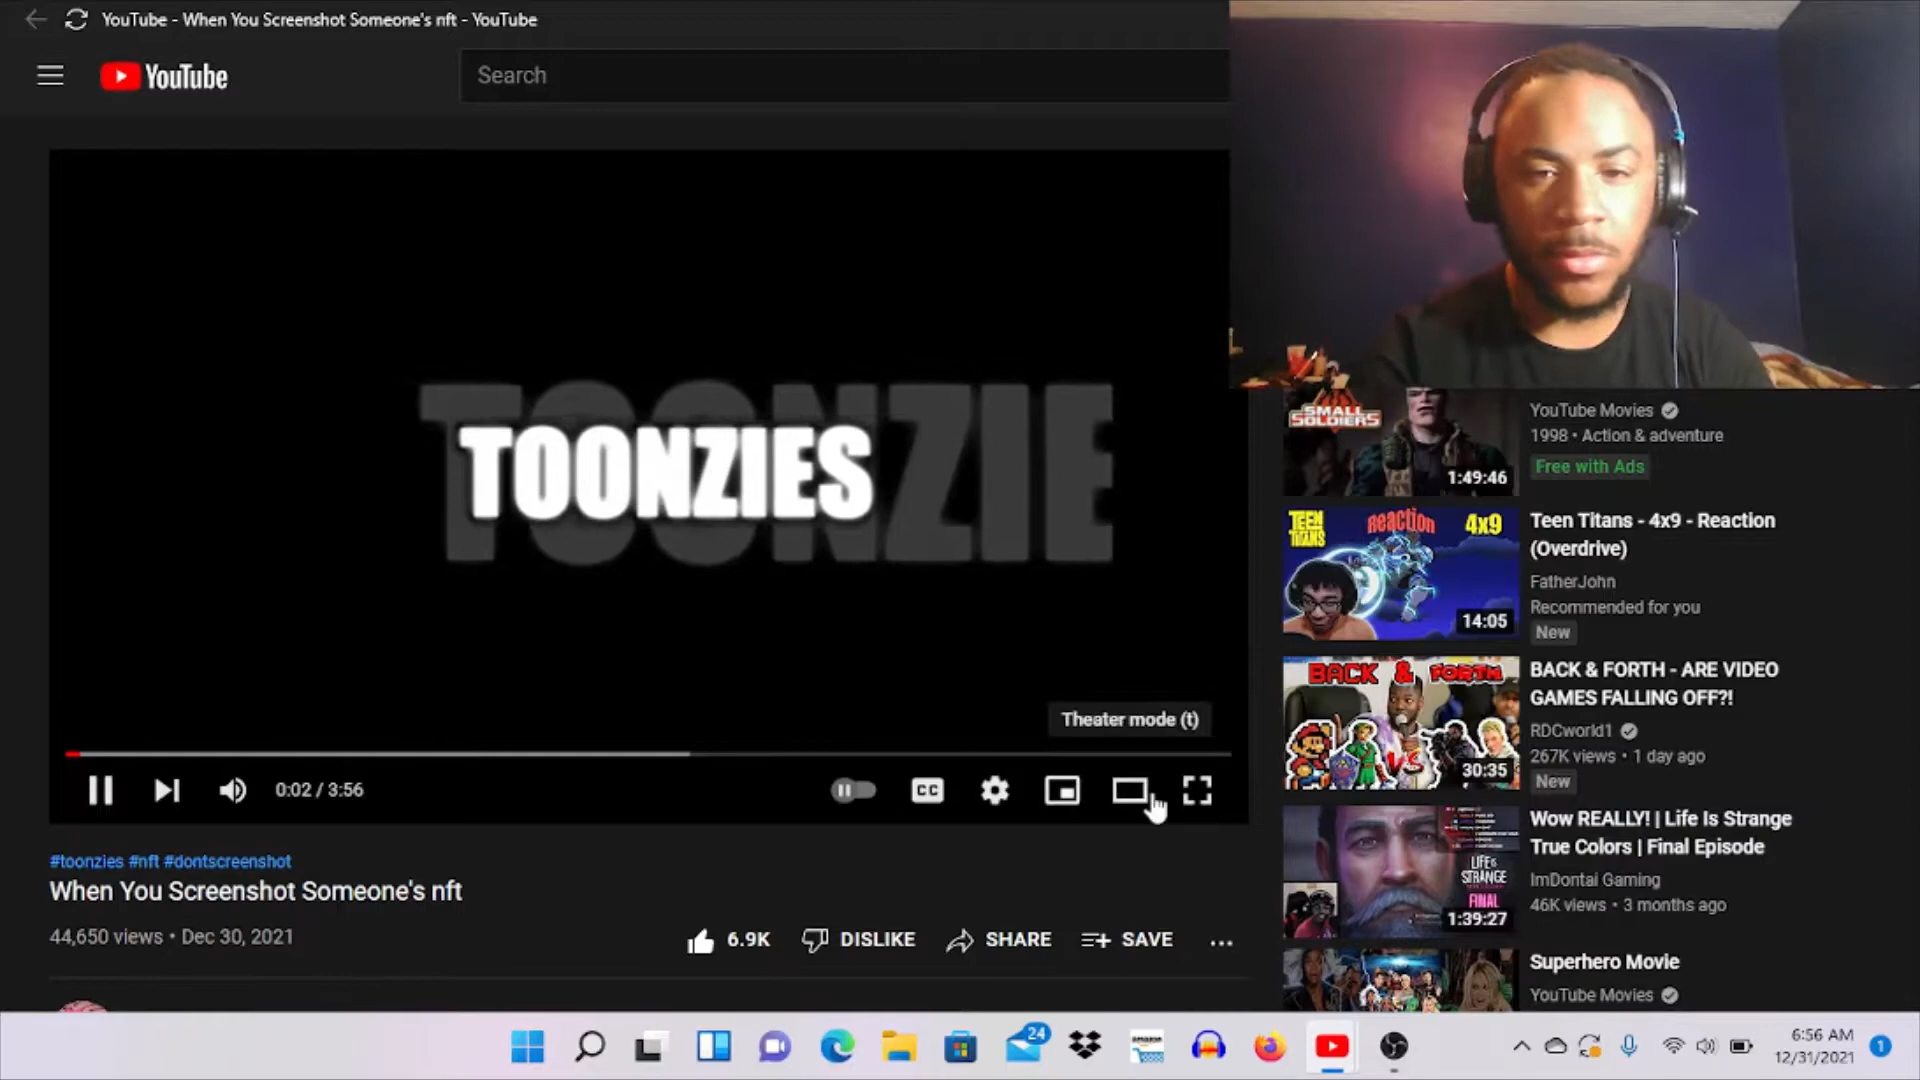 YouTube - When You Screenshot Someone's nft - YouTube
YouTube
Search
TOONZIE
TOONZIES
Theater mode (t)
0:02 / 3:56
CC
#toonzies #nft #dontscreenshot
When You Screenshot Someone's nft
44,650 views • Dec 30, 2021
6.9K
DISLIKE
SHARE
SAVE
SMALL
SOLDIERS
1:49:46
YouTube Movies
1998 • Action & adventure
Free with Ads
TEEN
TITANS
Reaction
4x9
14:05
Teen Titans - 4x9 - Reaction
(Overdrive)
FatherJohn
Recommended for you
New
BACK & FORTH
VS
30:35
BACK & FORTH - ARE VIDEO
GAMES FALLING OFF?!
RDCworld1
267K views • 1 day ago
New
LIFE IS
STRANGE
FINAL
1:39:27
Wow REALLY! | Life Is Strange
True Colors | Final Episode
ImDontai Gaming
46K views • 3 months ago
Superhero Movie
YouTube Movies
24
amazon
6:56 AM
12/31/2021
1